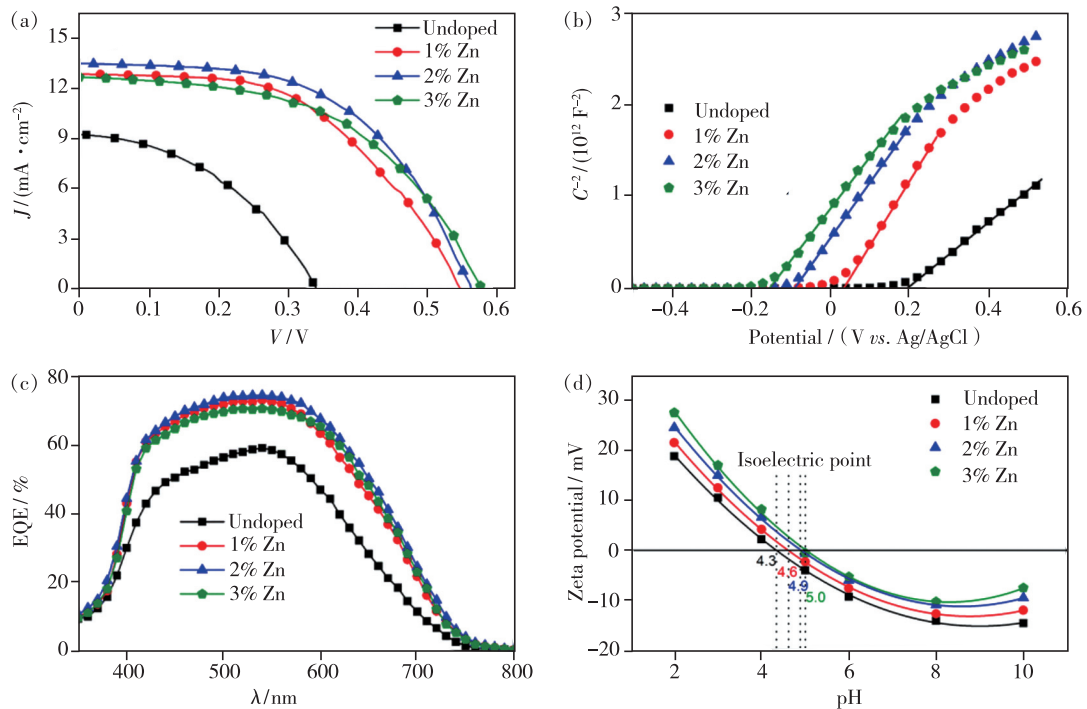 (a)
15
12
9
6
3
0
J / (mA·cm⁻²)
Undoped
1% Zn
2% Zn
3% Zn
0 0.1 0.2 0.3 0.4 0.5 0.6
V / V
(b)
3
2
1
0
C⁻² / (10¹² F⁻²)
Undoped
1% Zn
2% Zn
3% Zn
−0.4 −0.2 0 0.2 0.4 0.6
Potential / (V vs. Ag/AgCl)
(c)
80
60
40
20
0
EQE / %
Undoped
1% Zn
2% Zn
3% Zn
400 500 600 700 800
λ/nm
(d)
30
20
10
0
−10
−20
Zeta potential / mV
Undoped
1% Zn
2% Zn
3% Zn
Isoelectric point
4.3
4.6
4.9
5.0
2 4 6 8 10
pH